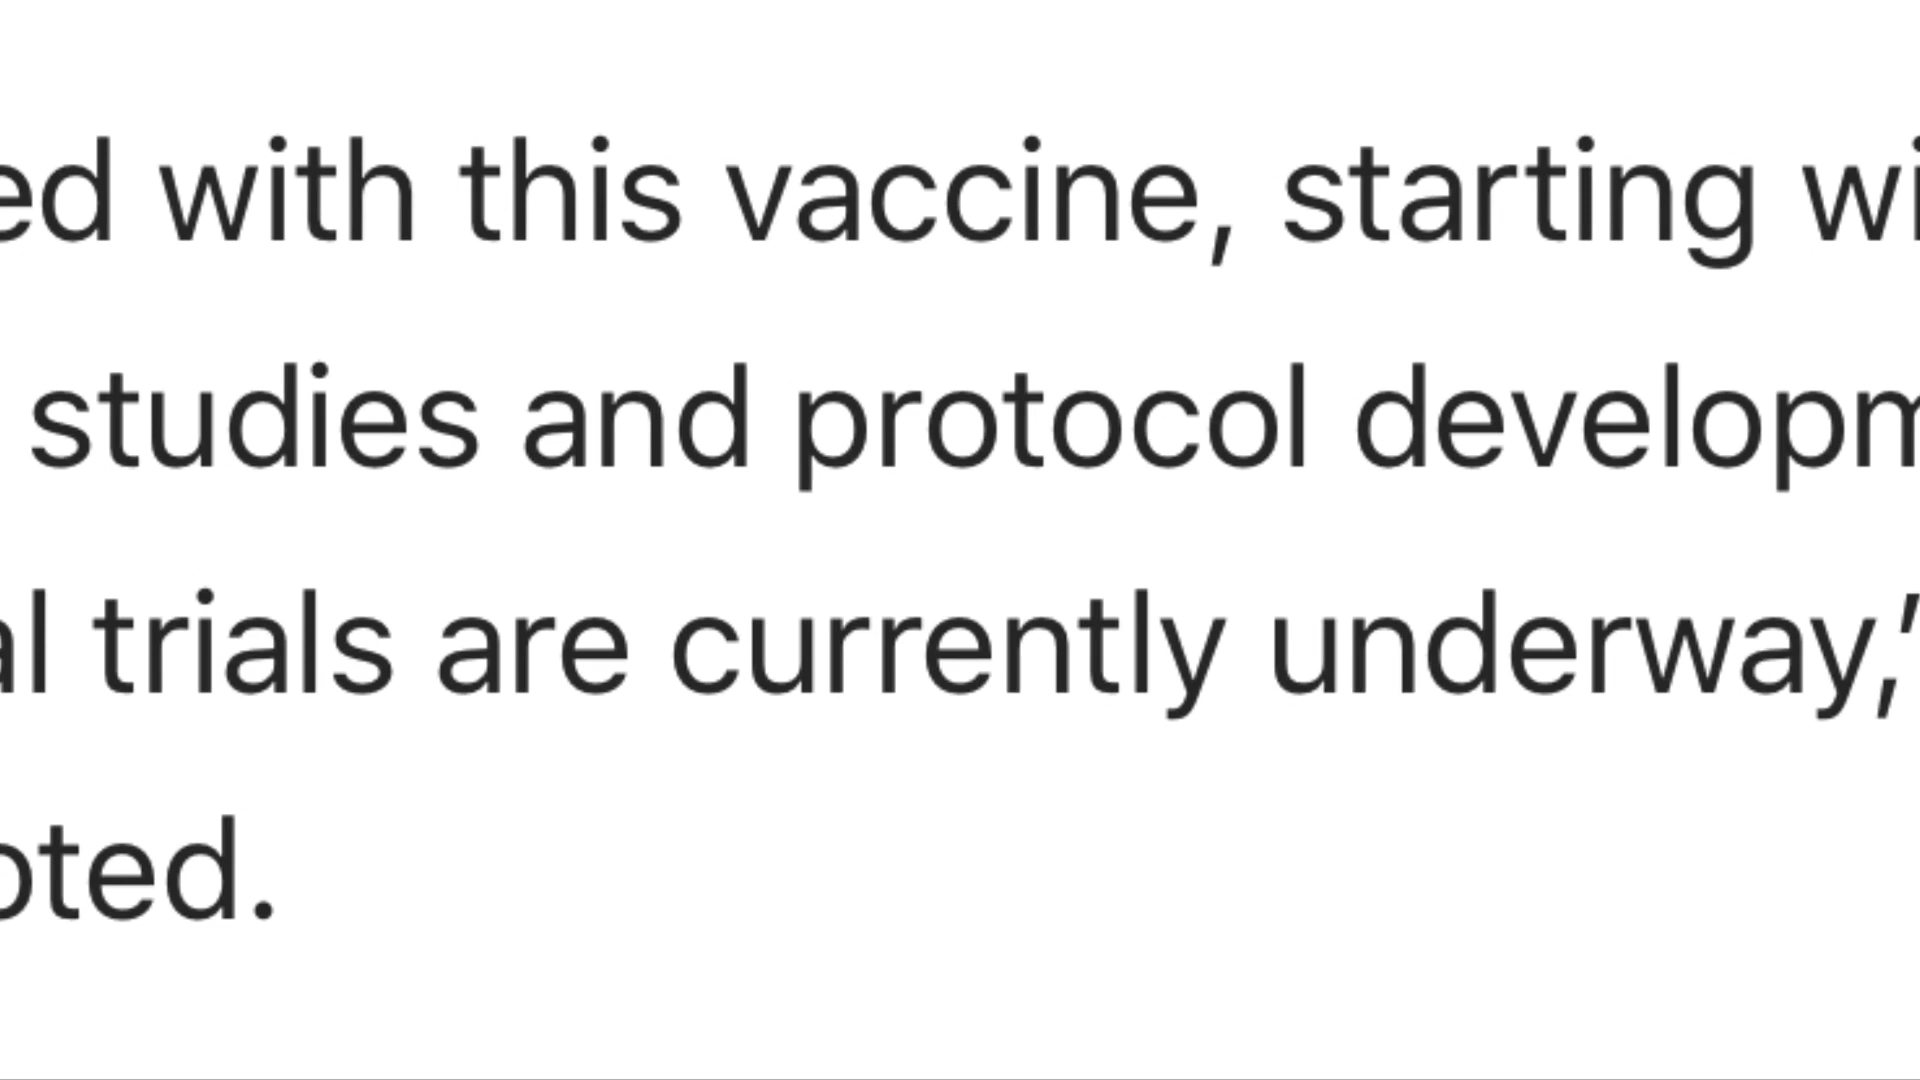 ed with this vaccine, starting wi
studies and protocol developm
al trials are currently underway,’
oted.